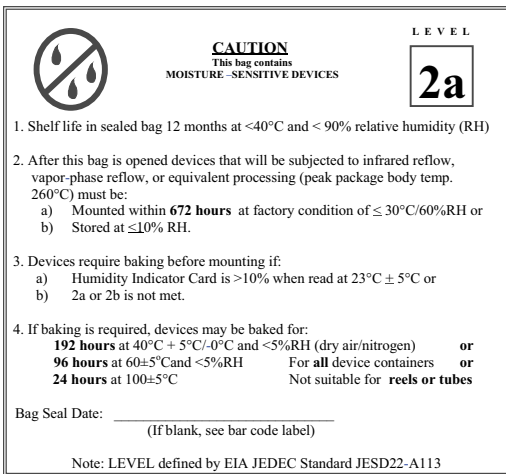 LEVEL
CAUTION
This bag contains
MOISTURE –SENSITIVE DEVICES
2a
1. Shelf life in sealed bag 12 months at <40°C and < 90% relative humidity (RH)
2. After this bag is opened devices that will be subjected to infrared reflow,
vapor-phase reflow, or equivalent processing (peak package body temp.
260°C) must be:
a) Mounted within 672 hours at factory condition of ≤ 30°C/60%RH or
b) Stored at ≤10% RH.
3. Devices require baking before mounting if:
a) Humidity Indicator Card is >10% when read at 23°C ± 5°C or
b) 2a or 2b is not met.
4. If baking is required, devices may be baked for:
192 hours at 40°C + 5°C/-0°C and <5%RH (dry air/nitrogen) or
96 hours at 60±5°Cand <5%RH For all device containers or
24 hours at 100±5°C Not suitable for reels or tubes
Bag Seal Date: ________________________________
(If blank, see bar code label)
Note: LEVEL defined by EIA JEDEC Standard JESD22-A113